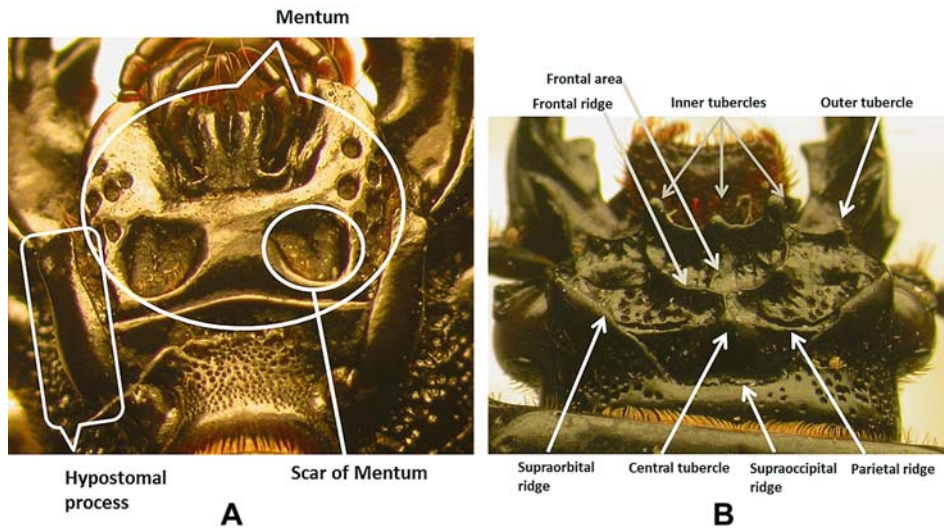 Mentum
Hypostomal
process
Scar of Mentum
A
Frontal area
Frontal ridge
Inner tubercles
Outer tubercle
Supraorbital
ridge
Central tubercle
Supraoccipital
ridge
Parietal ridge
B